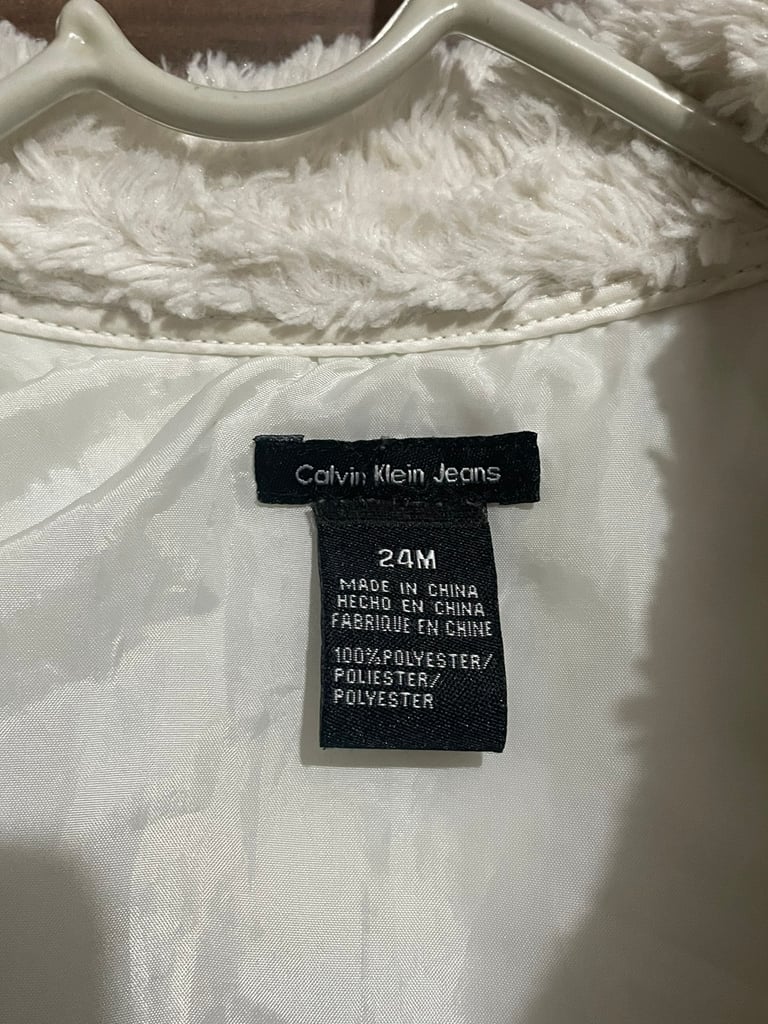 Calvin Klein Jeans
24M
MADE IN CHINA
HECHO EN CHINA
FABRIQUE EN CHINE
100%POLYESTER/
POLIESTER/
POLYESTER